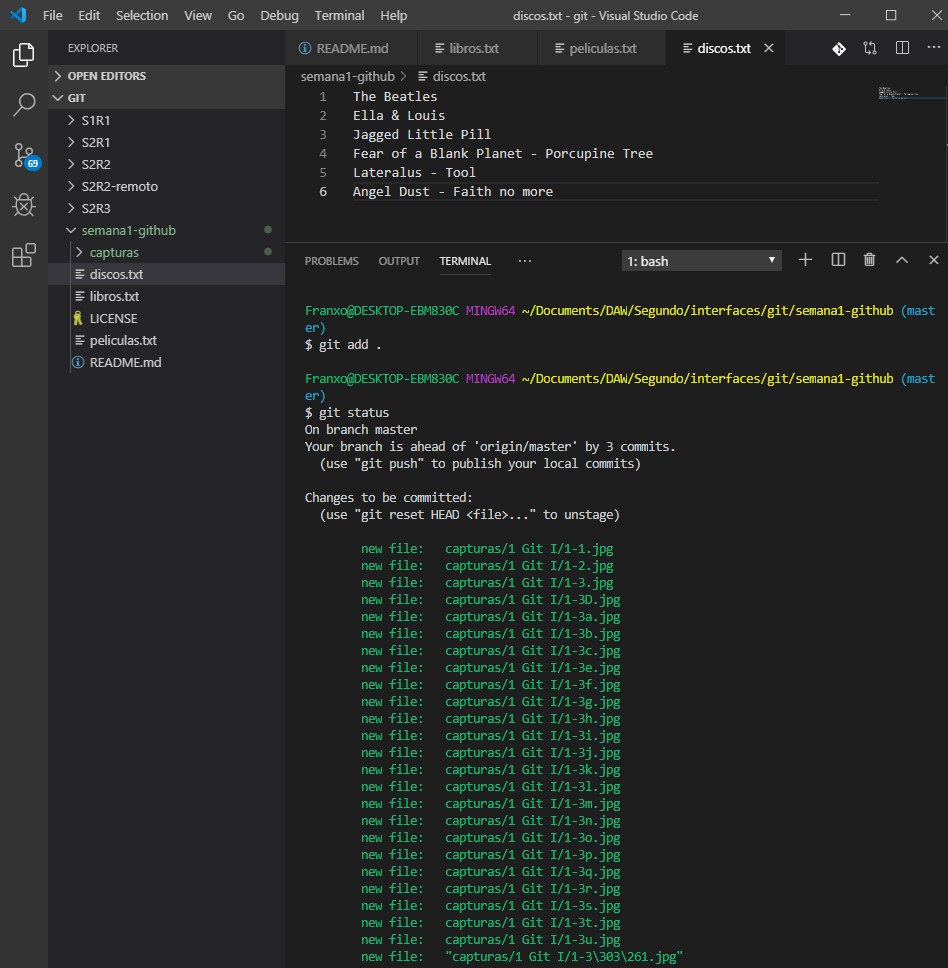 File Edit Selection View Go Debug Terminal Help discos.txt - git - Visual Studio Code
EXPLORER
OPEN EDITORS
GIT
S1R1
S2R1
S2R2
S2R2-remoto
S2R3
semana1-github
capturas
discos.txt
libros.txt
LICENSE
peliculas.txt
README.md
69
README.md libros.txt peliculas.txt discos.txt
semana1-github > discos.txt
1 The Beatles
2 Ella & Louis
3 Jagged Little Pill
4 Fear of a Blank Planet - Porcupine Tree
5 Lateralus - Tool
6 Angel Dust - Faith no more
PROBLEMS OUTPUT TERMINAL ... 1: bash
Franxo@DESKTOP-EBM830C MINGW64 ~/Documents/DAW/Segundo/interfaces/git/semana1-github (mast
er)
$ git add .
Franxo@DESKTOP-EBM830C MINGW64 ~/Documents/DAW/Segundo/interfaces/git/semana1-github (mast
er)
$ git status
On branch master
Your branch is ahead of 'origin/master' by 3 commits.
(use "git push" to publish your local commits)
Changes to be committed:
(use "git reset HEAD <file>..." to unstage)
new file: capturas/1 Git I/1-1.jpg
new file: capturas/1 Git I/1-2.jpg
new file: capturas/1 Git I/1-3.jpg
new file: capturas/1 Git I/1-3D.jpg
new file: capturas/1 Git I/1-3a.jpg
new file: capturas/1 Git I/1-3b.jpg
new file: capturas/1 Git I/1-3c.jpg
new file: capturas/1 Git I/1-3e.jpg
new file: capturas/1 Git I/1-3f.jpg
new file: capturas/1 Git I/1-3g.jpg
new file: capturas/1 Git I/1-3h.jpg
new file: capturas/1 Git I/1-3i.jpg
new file: capturas/1 Git I/1-3j.jpg
new file: capturas/1 Git I/1-3k.jpg
new file: capturas/1 Git I/1-3l.jpg
new file: capturas/1 Git I/1-3m.jpg
new file: capturas/1 Git I/1-3n.jpg
new file: capturas/1 Git I/1-3o.jpg
new file: capturas/1 Git I/1-3p.jpg
new file: capturas/1 Git I/1-3q.jpg
new file: capturas/1 Git I/1-3r.jpg
new file: capturas/1 Git I/1-3s.jpg
new file: capturas/1 Git I/1-3t.jpg
new file: capturas/1 Git I/1-3u.jpg
new file: "capturas/1 Git I/1-3\303\261.jpg"